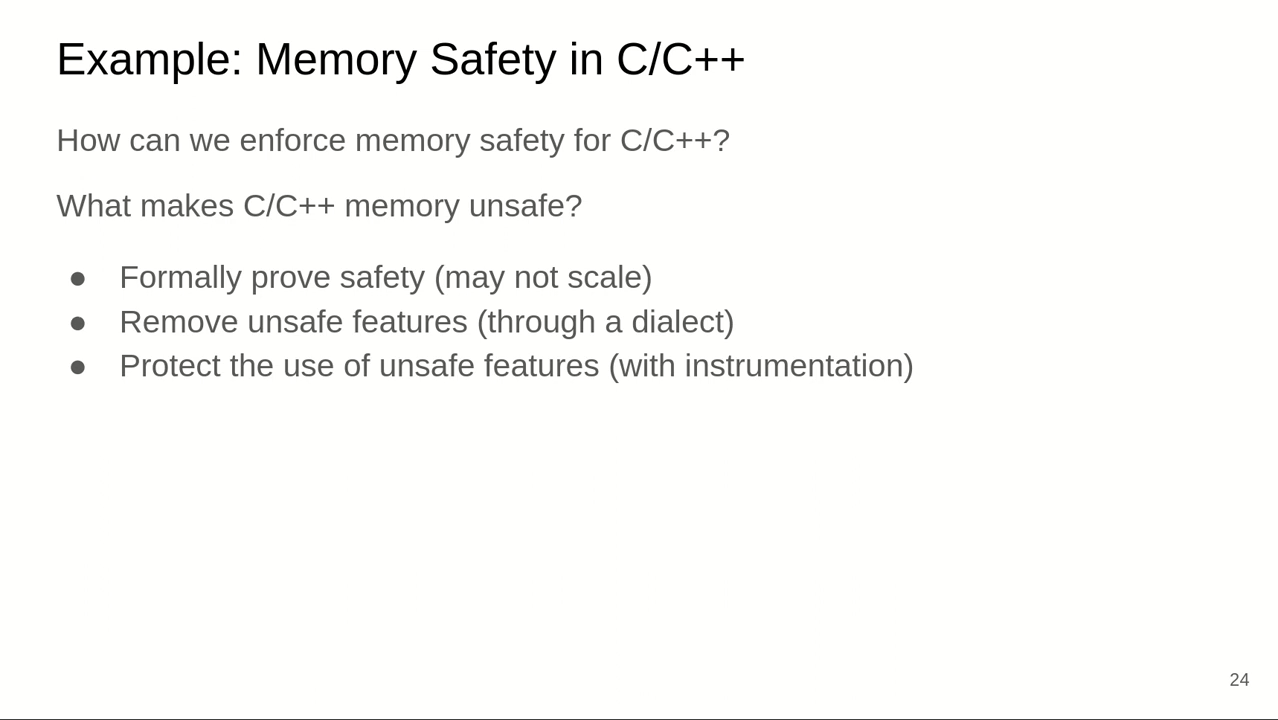 Example: Memory Safety in C/C++
How can we enforce memory safety for C/C++?
What makes C/C++ memory unsafe?
● Formally prove safety (may not scale)
● Remove unsafe features (through a dialect)
● Protect the use of unsafe features (with instrumentation)
24